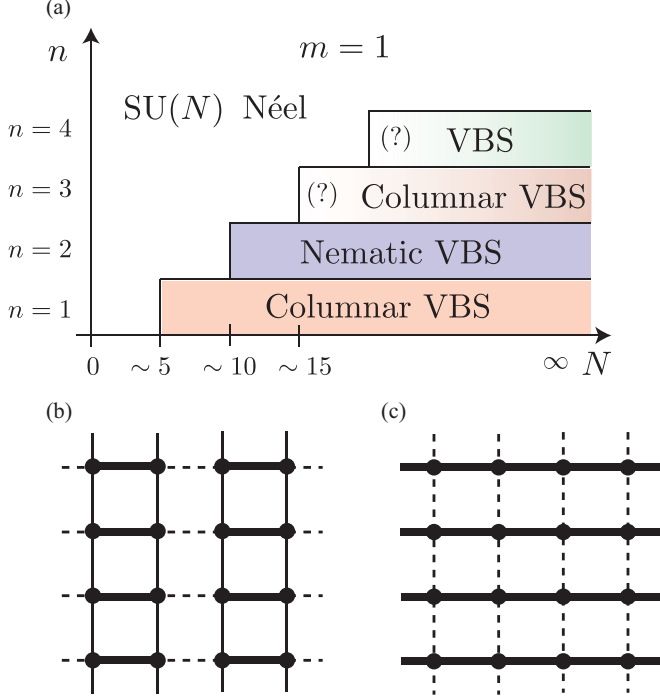 (a)
n
m = 1
SU(N) Néel
n = 4
(?) VBS
n = 3
(?) Columnar VBS
n = 2
Nematic VBS
n = 1
Columnar VBS
0 ∼ 5 ∼ 10 ∼ 15 ∞ N
(b) (c)